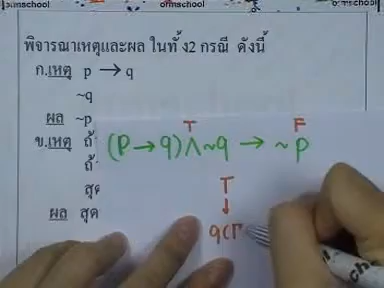 ormschool
พิจารณาเหตุและผล ในทั้ง2 กรณี ดังนี้
ก.เหตุ p → q
~q
ผล ~p
ข.เหตุ ถ้
ถ้
สุด
ผล สุด
T F
(P → q) ∧ ~q → ~p
T
↓
q